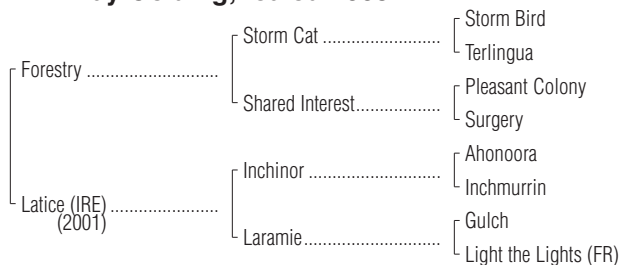 Storm Bird
Storm Cat
Terlingua
Forestry
Pleasant Colony
Shared Interest
Surgery
Ahonoora
Inchinor
Inchmurrin
Latice (IRE)
(2001)
Gulch
Laramie
Light the Lights (FR)